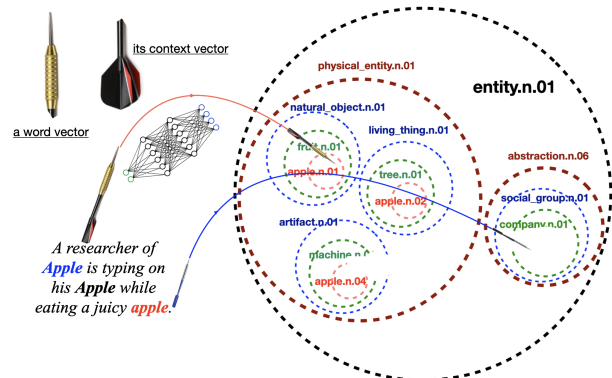 its context vector
a word vector
physical_entity.n.01
entity.n.01
natural_object.n.01
living_thing.n.01
fruit.n.01
apple.n.01
tree.n.01
apple.n.02
abstraction.n.06
social_group.n.01
company.n.01
artifact.n.01
machine.n.01
apple.n.04
A researcher of
Apple is typing on
his Apple while
eating a juicy apple.